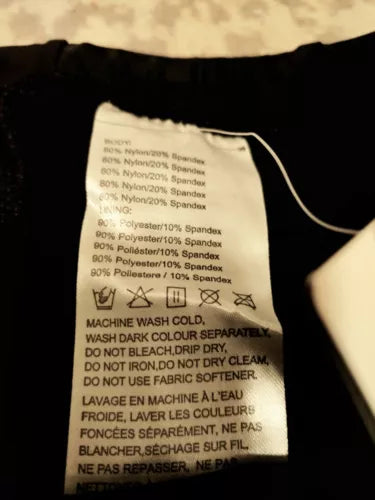 BODY:
80% Nylon/20% Spandex
80% Nylon/20% Spandex
80% Nylon/20% Spandex
80% Nylon/20% Spandex
80% Nylon/20% Spandex
LINING:
90% Polyester/10% Spandex
90% Polyester/10% Spandex
90% Poliéster/10% Spandex
90% Polyester/10% Spandex
90% Poliestere / 10% Spandex
MACHINE WASH COLD,
WASH DARK COLOUR SEPARATELY,
DO NOT BLEACH,DRIP DRY,
DO NOT IRON,DO NOT DRY CLEAM,
DO NOT USE FABRIC SOFTENER.
LAVAGE EN MACHINE À L'EAU
FROIDE, LAVER LES COULEURS
FONCÉES SÉPARÉMENT, NE PAS
BLANCHER,SÉCHAGE SUR FIL,
NE PAS REPASSER, NE PAS